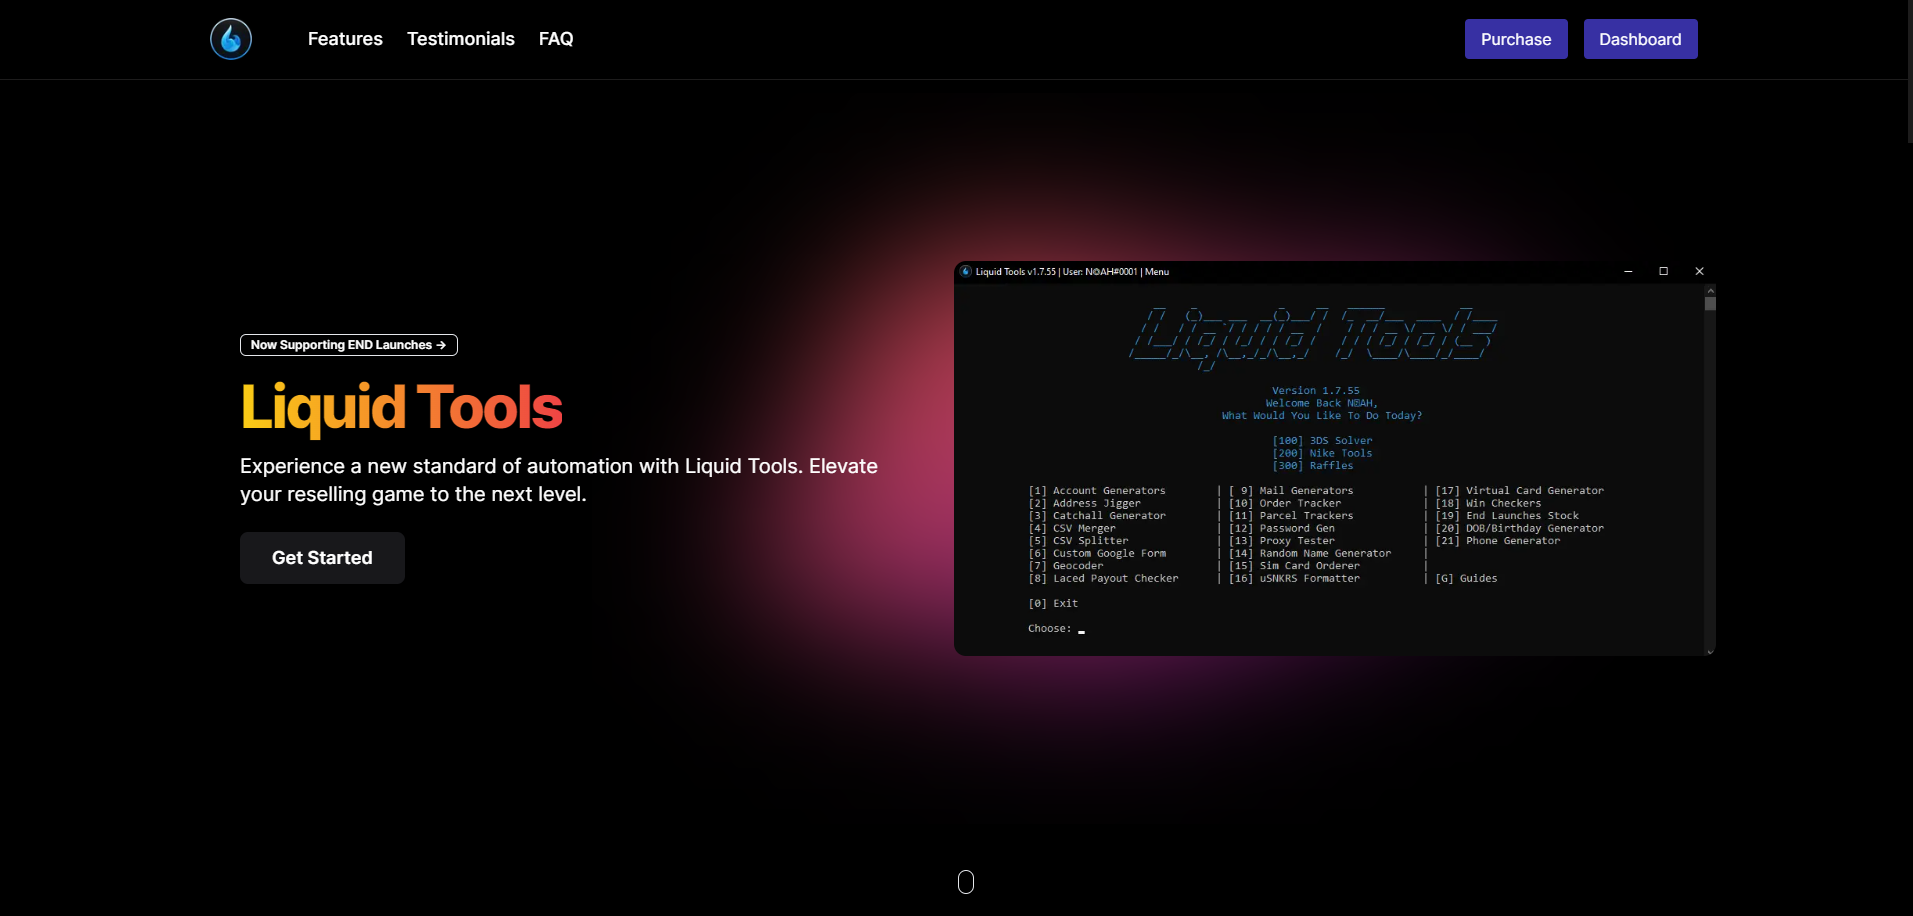 Features Testimonials FAQ
Purchase Dashboard
Now Supporting END Launches →
Liquid Tools
Experience a new standard of automation with Liquid Tools. Elevate
your reselling game to the next level.
Get Started
Liquid Tools v1.7.55 | User: N@AH#0001 | Menu
Liquid Tools
Version 1.7.55
Welcome Back N@AH,
What Would You Like To Do Today?
[100] 3DS Solver
[200] Nike Tools
[300] Raffles
[1] Account Generators | [ 9] Mail Generators | [17] Virtual Card Generator
[2] Address Jigger | [10] Order Tracker | [18] Win Checkers
[3] Catchall Generator | [11] Parcel Trackers | [19] End Launches Stock
[4] CSV Merger | [12] Password Gen | [20] DOB/Birthday Generator
[5] CSV Splitter | [13] Proxy Tester | [21] Phone Generator
[6] Custom Google Form | [14] Random Name Generator |
[7] Geocoder | [15] Sim Card Orderer |
[8] Laced Payout Checker | [16] uSNKRS Formatter | [G] Guides
[0] Exit
Choose: _